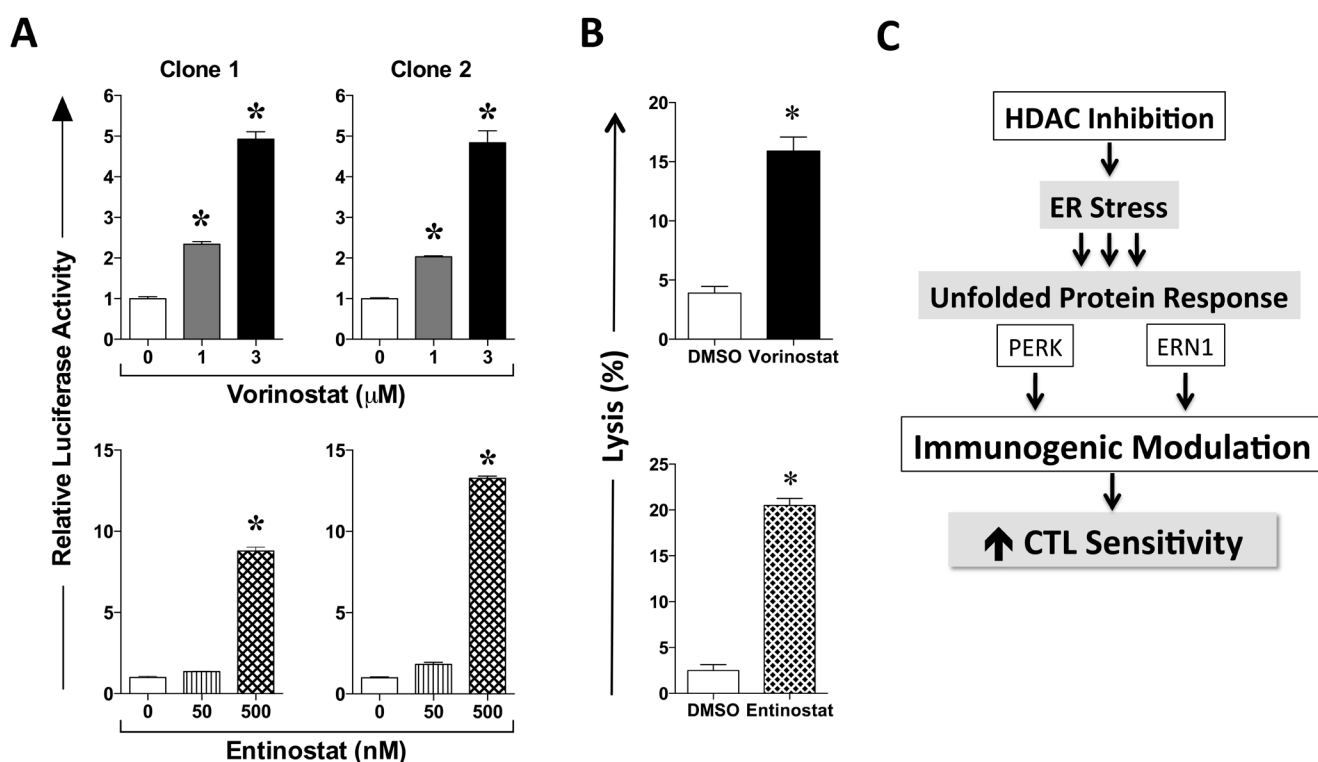 A
Clone 1
Clone 2
Relative Luciferase Activity
6
5
4
3
2
1
0
*
*
0 1 3
6
5
4
3
2
1
0
*
*
0 1 3
Vorinostat (μM)
15
10
5
0
*
0 50 500
15
10
5
0
*
0 50 500
Entinostat (nM)
B
Lysis (%)
20
15
10
5
0
*
DMSO Vorinostat
25
20
15
10
5
0
*
DMSO Entinostat
C
HDAC Inhibition
ER Stress
Unfolded Protein Response
PERK ERN1
Immunogenic Modulation
↑ CTL Sensitivity